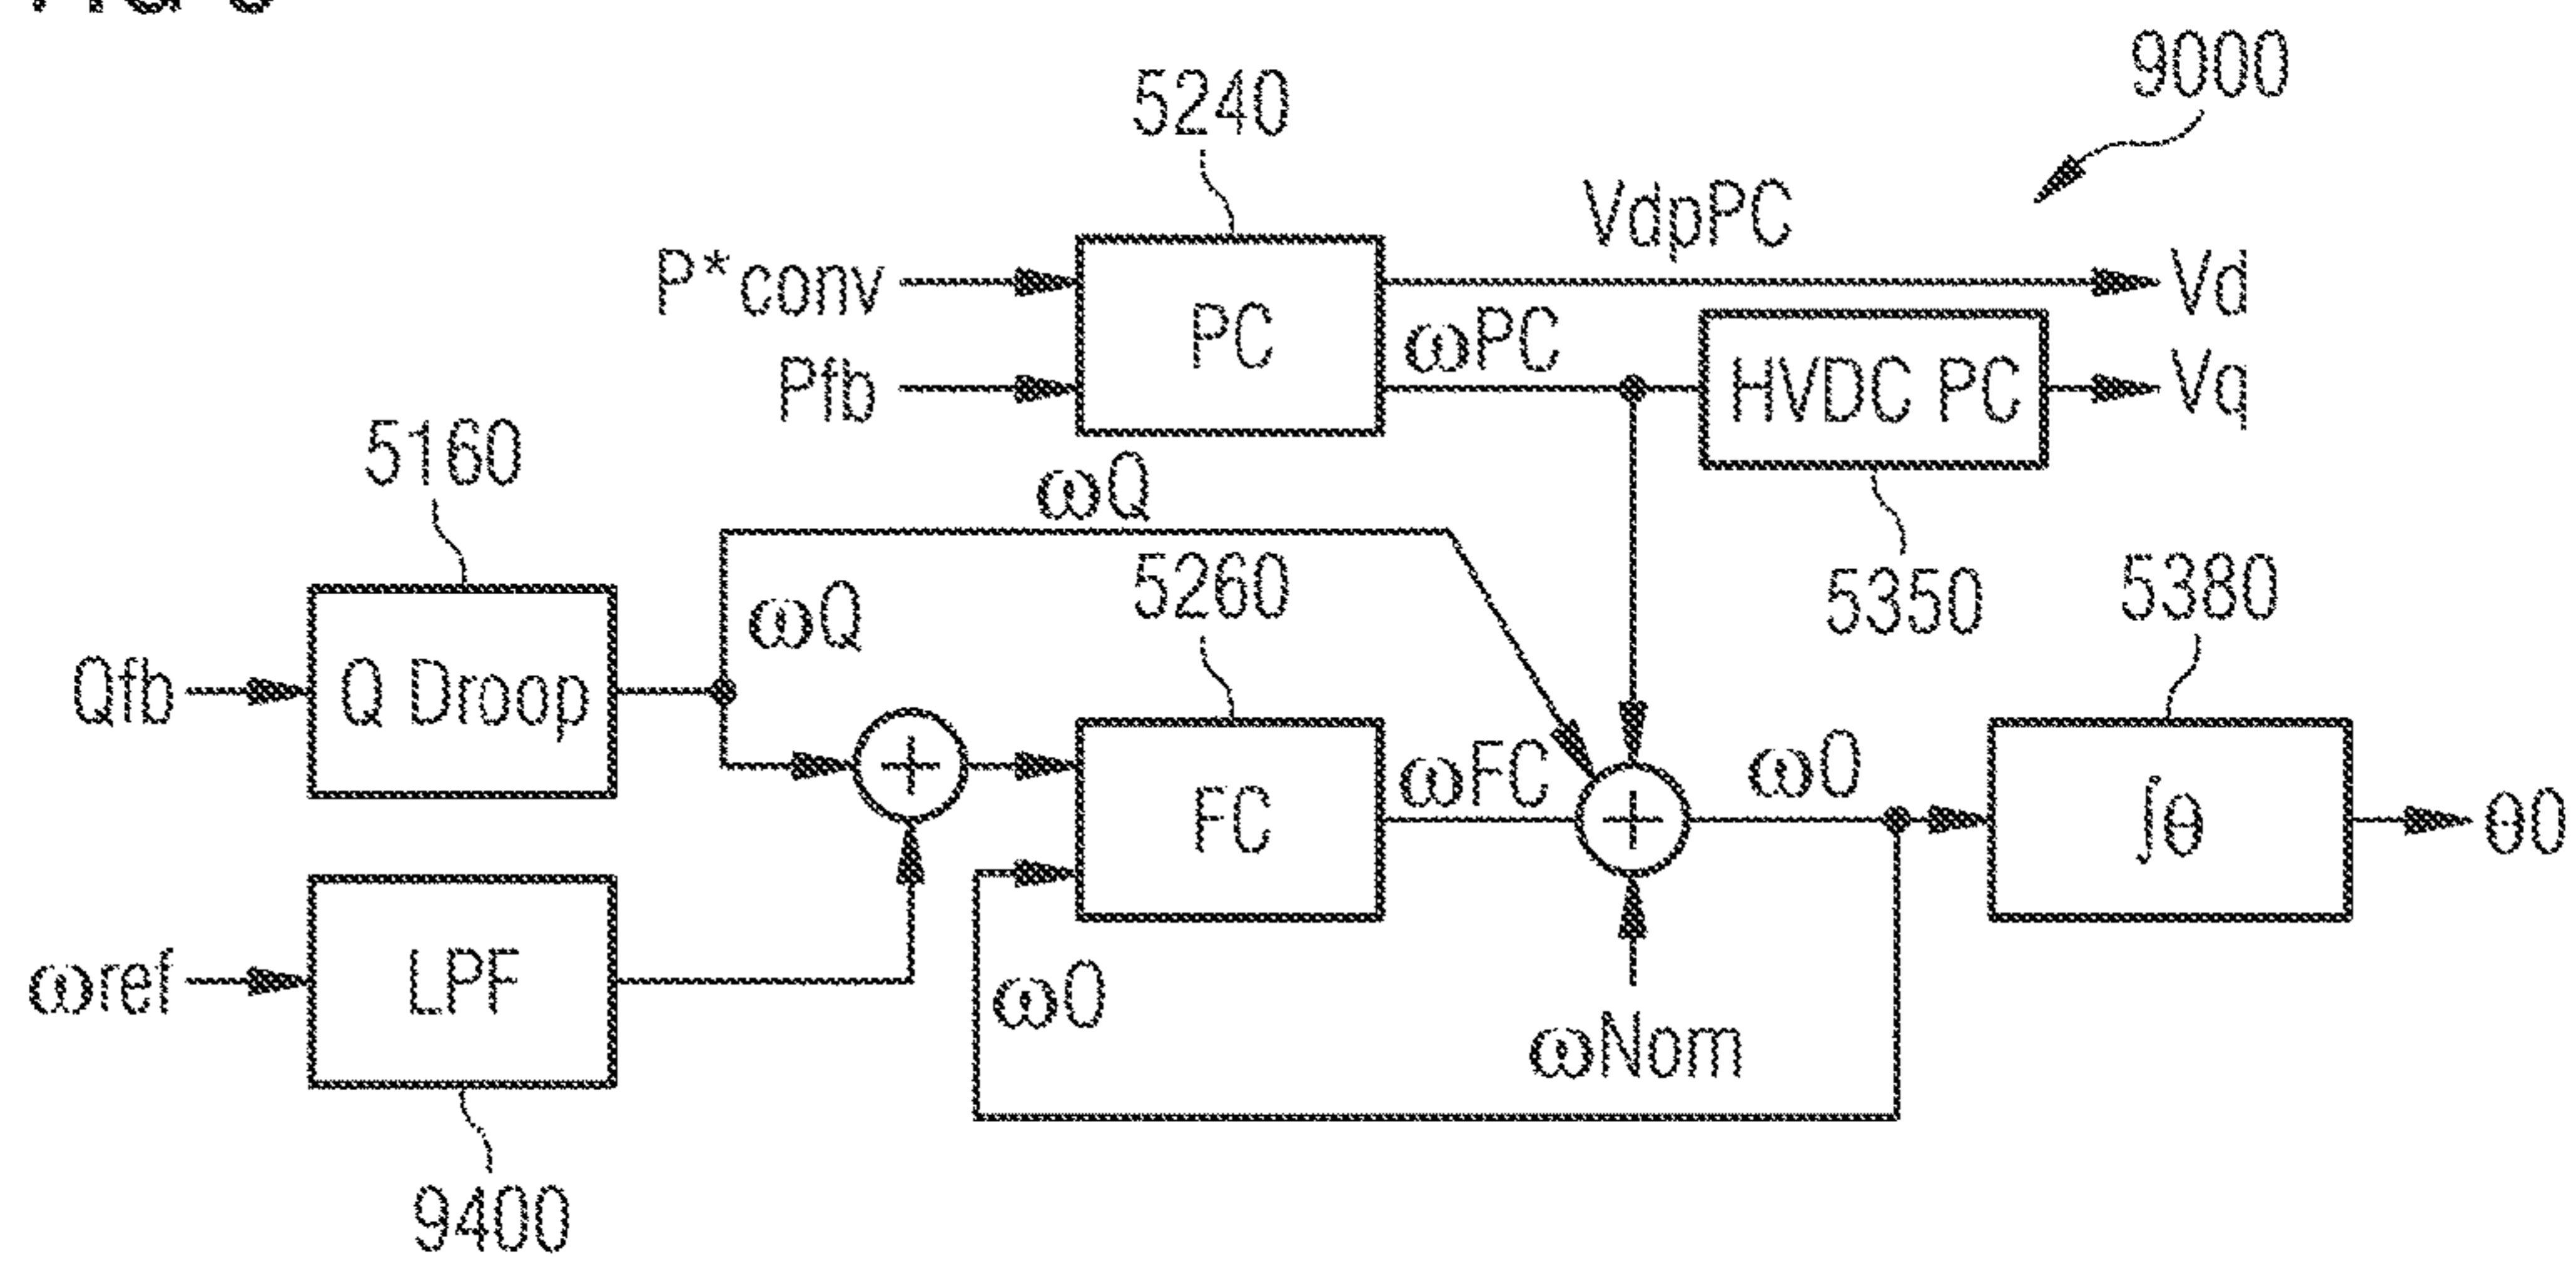 9000
5240
VdpPC
P*conv
PC
Vd
ωPC
Pfb
HVDC PC
Vq
5160
ωQ
5260
5350
5380
ωQ
Qfb
Q Droop
+
FC
ωFC
+
ω0
∫θ
θ0
ωref
LPF
ω0
ωNom
9400